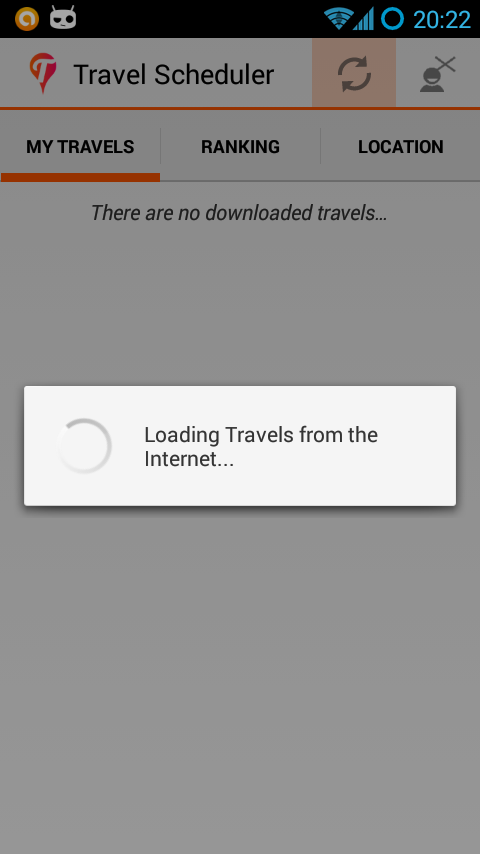 20:22
Travel Scheduler
MY TRAVELS
RANKING
LOCATION
There are no downloaded travels…
Loading Travels from the
Internet...